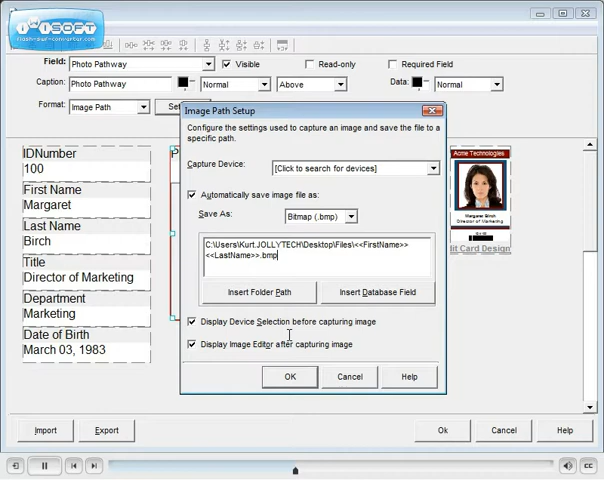 iWiSOFT
flash-swf-converter.com
Field:
Photo Pathway
Visible
Read-only
Required Field
Caption:
Photo Pathway
Normal
Above
Data:
Normal
Format:
Image Path
Image Path Setup
Configure the settings used to capture an image and save the file to a
specific path.
Capture Device:
[Click to search for devices]
Automatically save image file as:
Save As:
Bitmap (.bmp)
C:\Users\Kurt.JOLLYTECH\Desktop\Files\<<FirstName>>
<<LastName>>.bmp
Insert Folder Path
Insert Database Field
Display Device Selection before capturing image
Display Image Editor after capturing image
OK
Cancel
Help
IDNumber
100
First Name
Margaret
Last Name
Birch
Title
Director of Marketing
Department
Marketing
Date of Birth
March 03, 1983
Acme Technologies
Margaret Birch
Director of Marketing
dit Card Design
Import
Export
Ok
Cancel
Help
CC